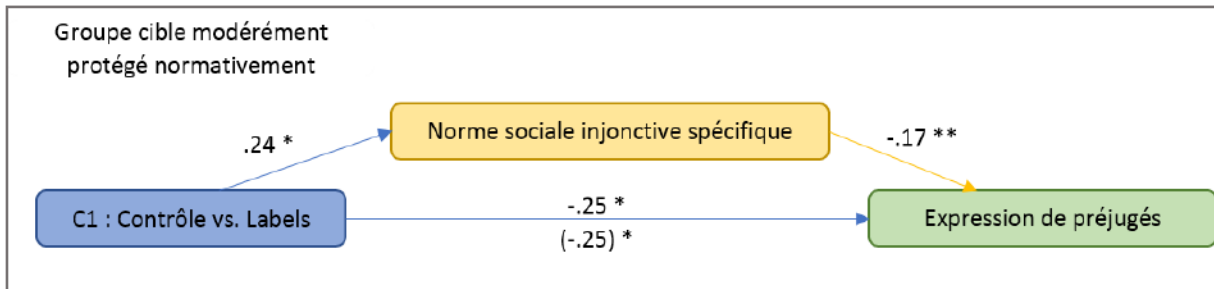 Groupe cible modérément
protégé normativement
Norme sociale injonctive spécifique
.24 *
-.17 **
C1 : Contrôle vs. Labels
-.25 *
(-.25) *
Expression de préjugés